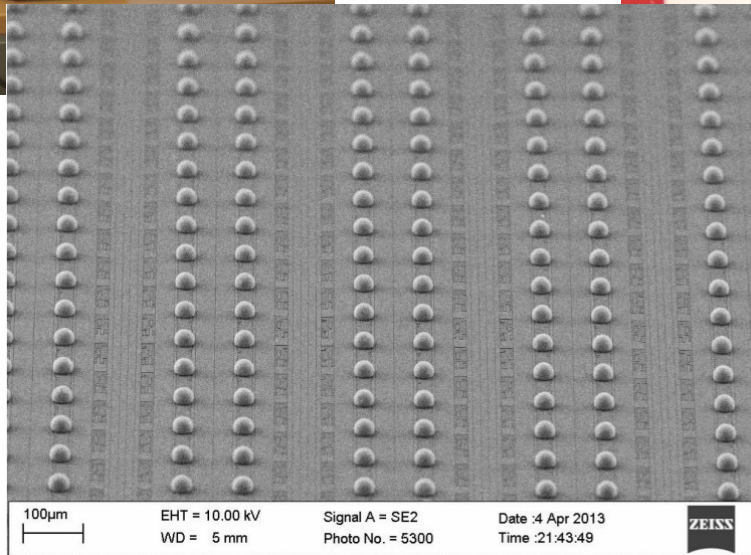 100µm
EHT = 10.00 kV
WD = 5 mm
Signal A = SE2
Photo No. = 5300
Date :4 Apr 2013
Time :21:43:49
ZEISS